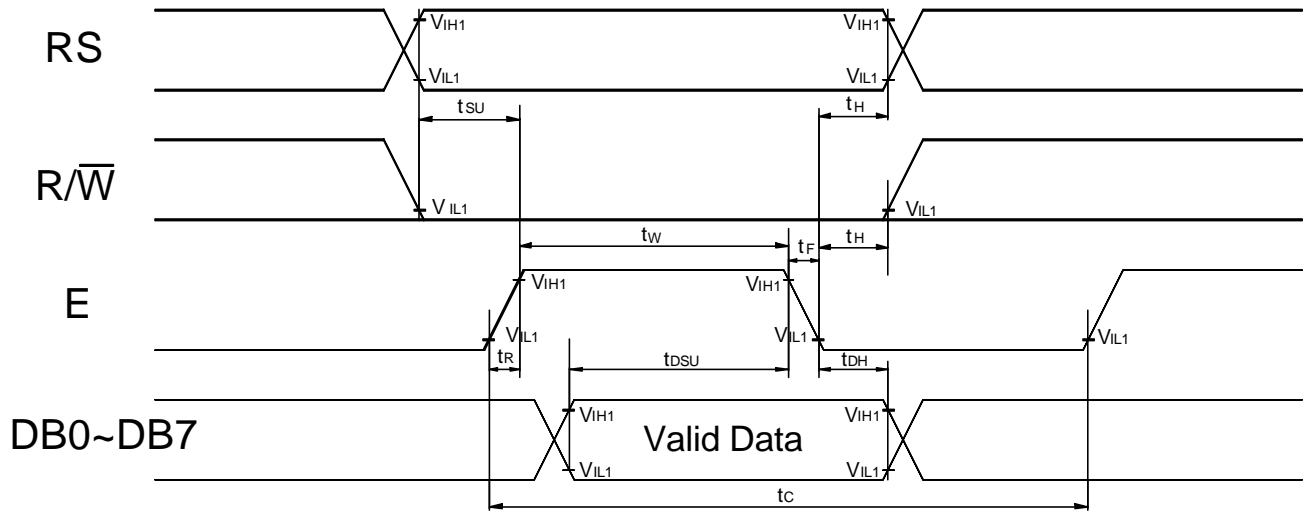 RS
VIH1 VIH1
VIL1 VIL1
tSU tH
R/W̅
VIL1 VIL1
tW tF tH
E
VIH1 VIH1
VIL1 VIL1 VIL1
tR tDSU tDH
DB0~DB7
VIH1 VIH1
Valid Data
VIL1 VIL1
tC